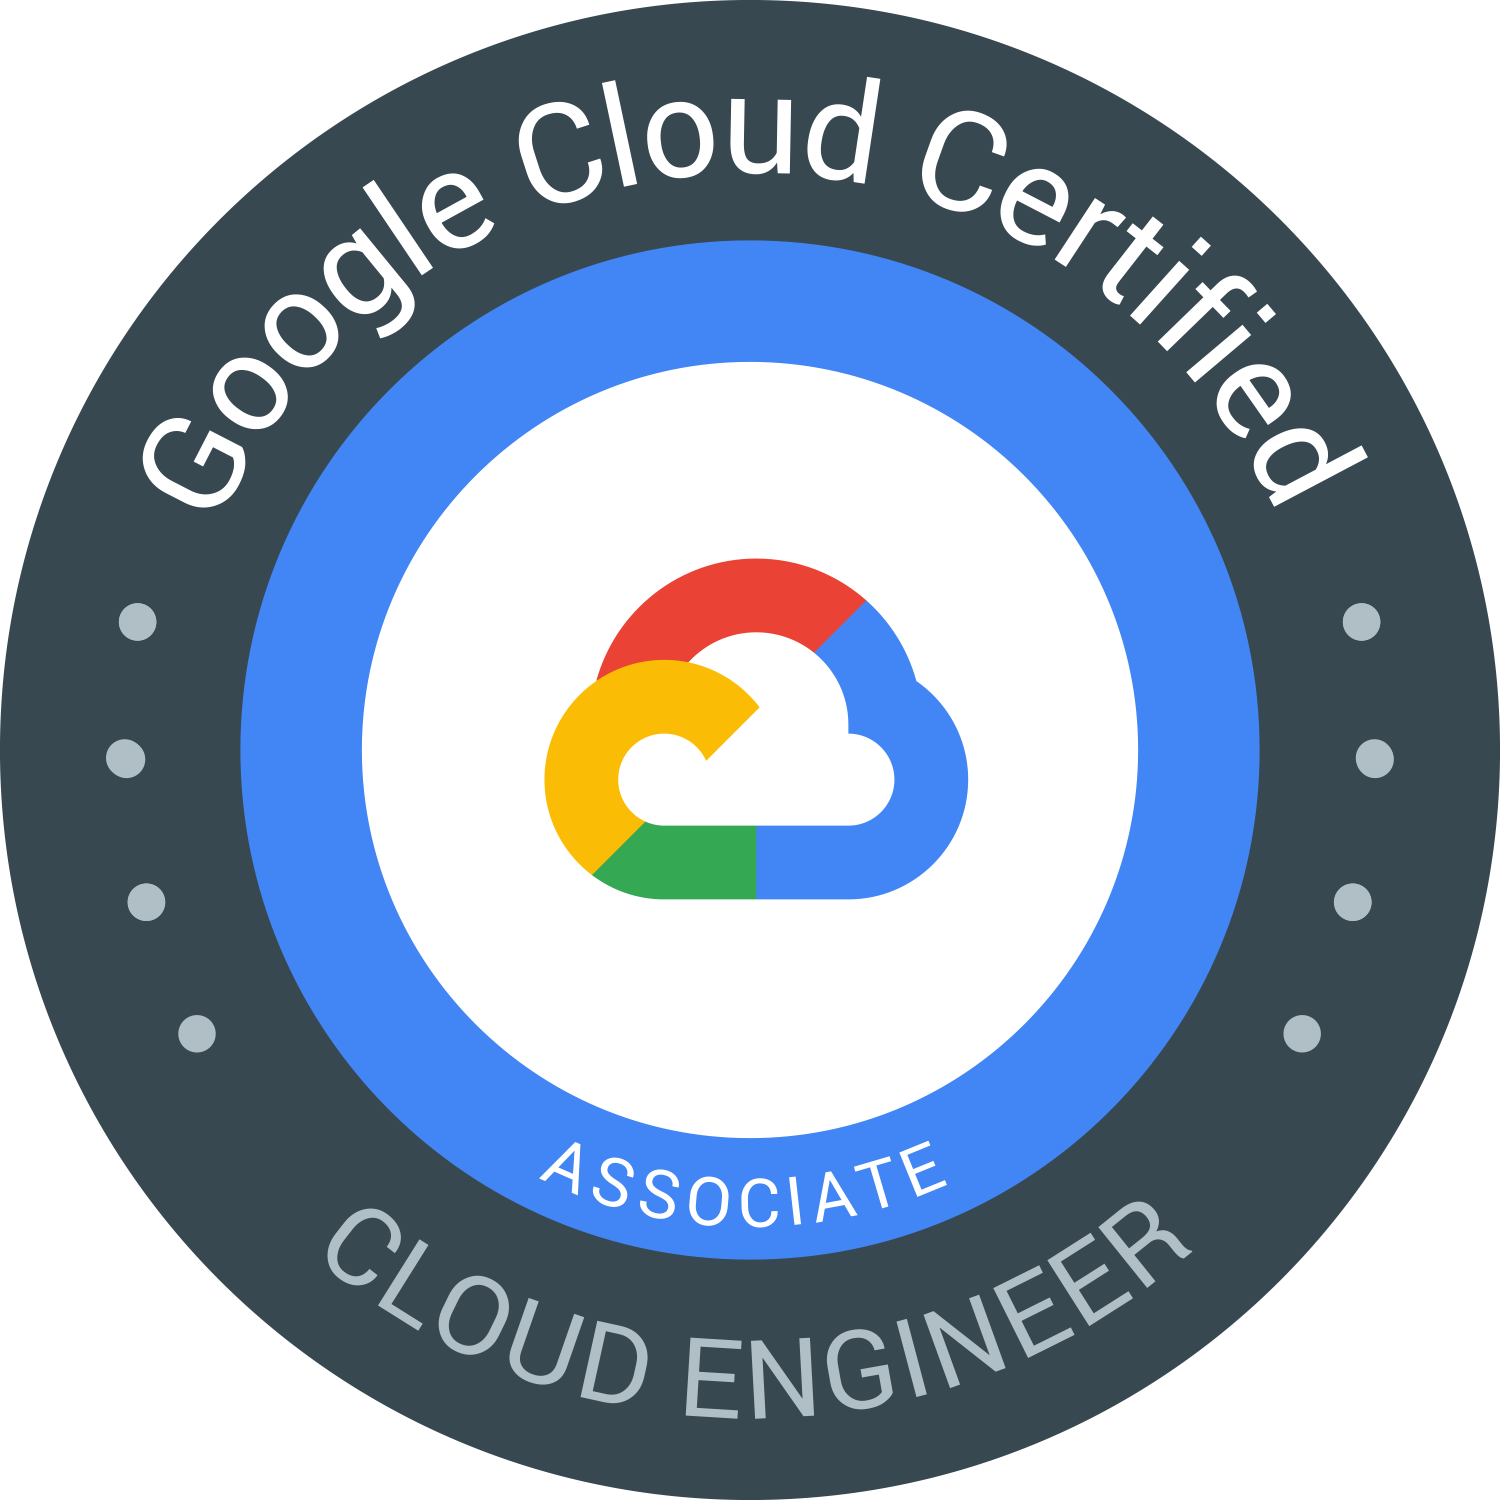 Google Cloud Certified
ASSOCIATE
CLOUD ENGINEER